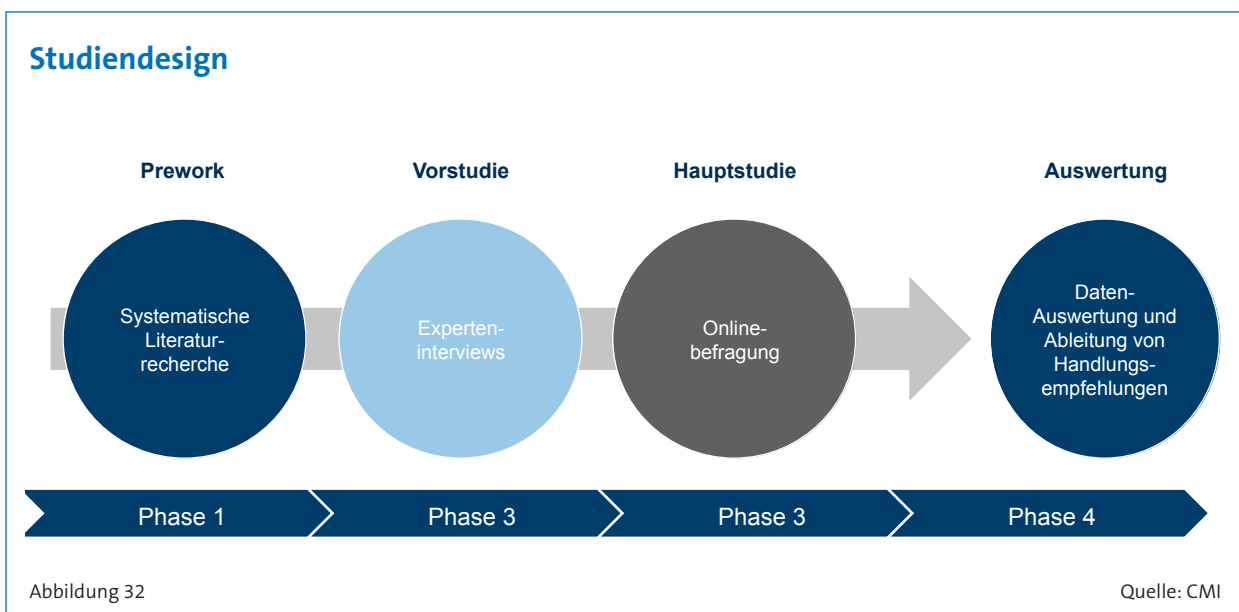 Studiendesign
Prework
Vorstudie
Hauptstudie
Auswertung
Systematische
Literatur-
recherche
Experten-
interviews
Online-
befragung
Daten-
Auswertung und
Ableitung von
Handlungs-
empfehlungen
Phase 1
Phase 3
Phase 3
Phase 4
Abbildung 32
Quelle: CMI